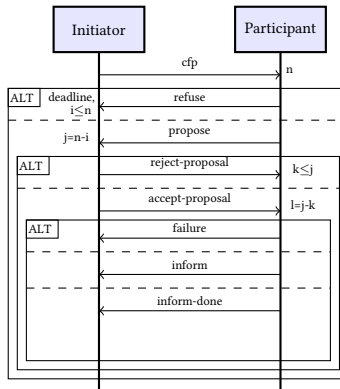 Initiator
Participant
cfp
n
ALT
deadline,
i≤n
refuse
j=n-i
propose
ALT
reject-proposal
k≤j
accept-proposal
l=j-k
ALT
failure
inform
inform-done